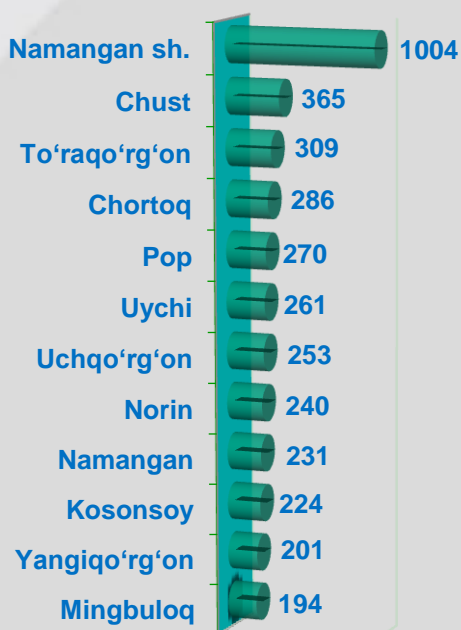 Namangan sh. 1004
Chust 365
To‘raqo‘rg‘on 309
Chortoq 286
Pop 270
Uychi 261
Uchqo‘rg‘on 253
Norin 240
Namangan 231
Kosonsoy 224
Yangiqo‘rg‘on 201
Mingbuloq 194